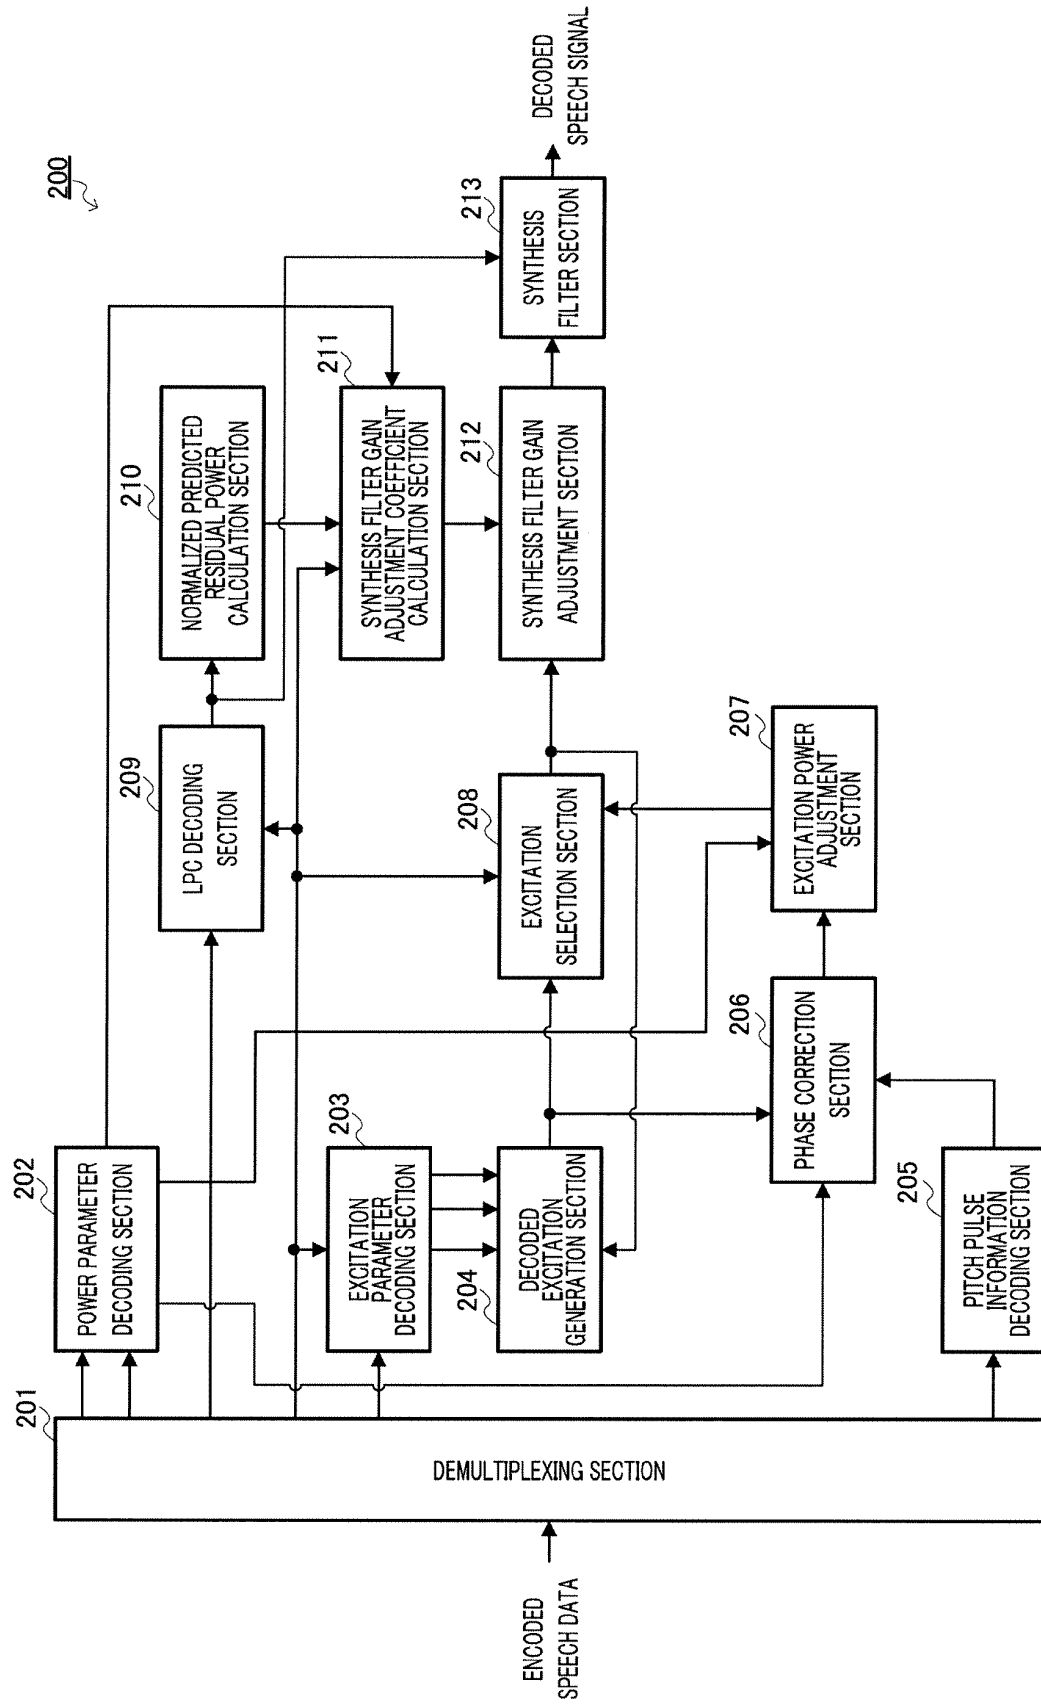 200
ENCODED
SPEECH DATA
201
DEMULTIPLEXING SECTION
202
POWER PARAMETER
DECODING SECTION
203
EXCITATION
PARAMETER
DECODING SECTION
204
DECODED
EXCITATION
GENERATION SECTION
205
PITCH PULSE
INFORMATION
DECODING SECTION
206
PHASE CORRECTION
SECTION
207
EXCITATION POWER
ADJUSTMENT
SECTION
208
EXCITATION
SELECTION SECTION
209
LPC DECODING
SECTION
210
NORMALIZED PREDICTED
RESIDUAL POWER
CALCULATION SECTION
211
SYNTHESIS FILTER GAIN
ADJUSTMENT COEFFICIENT
CALCULATION SECTION
212
SYNTHESIS FILTER GAIN
ADJUSTMENT SECTION
213
SYNTHESIS
FILTER SECTION
DECODED
SPEECH SIGNAL